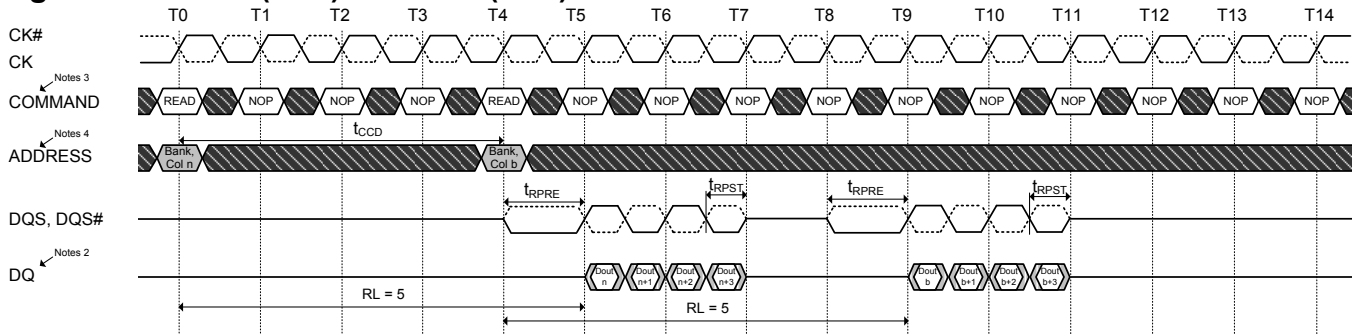 T0 T1 T2 T3 T4 T5 T6 T7 T8 T9 T10 T11 T12 T13 T14
CK#
CK
Notes 3
COMMAND READ NOP NOP NOP READ NOP NOP NOP NOP NOP NOP NOP NOP NOP NOP
tCCD
Notes 4
ADDRESS Bank, Col n Bank, Col b
tRPRE tRPST tRPRE tRPST
DQS, DQS#
Notes 2
DQ Dout n Dout n+1 Dout n+2 Dout n+3 Dout b Dout b+1 Dout b+2 Dout b+3
RL = 5
RL = 5